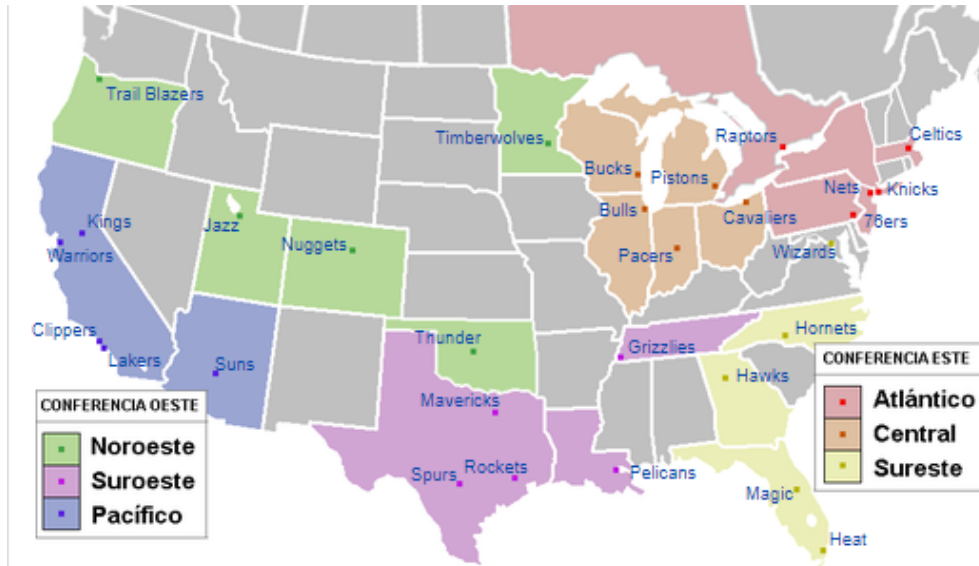 Trail Blazers
Timberwolves
Raptors
Celtics
Bucks
Pistons
Nets
Knicks
Kings
Jazz
Bulls
Cavaliers
76ers
Warriors
Nuggets
Pacers
Wizards
Clippers
Lakers
Suns
Thunder
Grizzlies
Hornets
Hawks
Mavericks
Spurs
Rockets
Pelicans
Magic
Heat
CONFERENCIA OESTE
Noroeste
Suroeste
Pacífico
CONFERENCIA ESTE
Atlántico
Central
Sureste